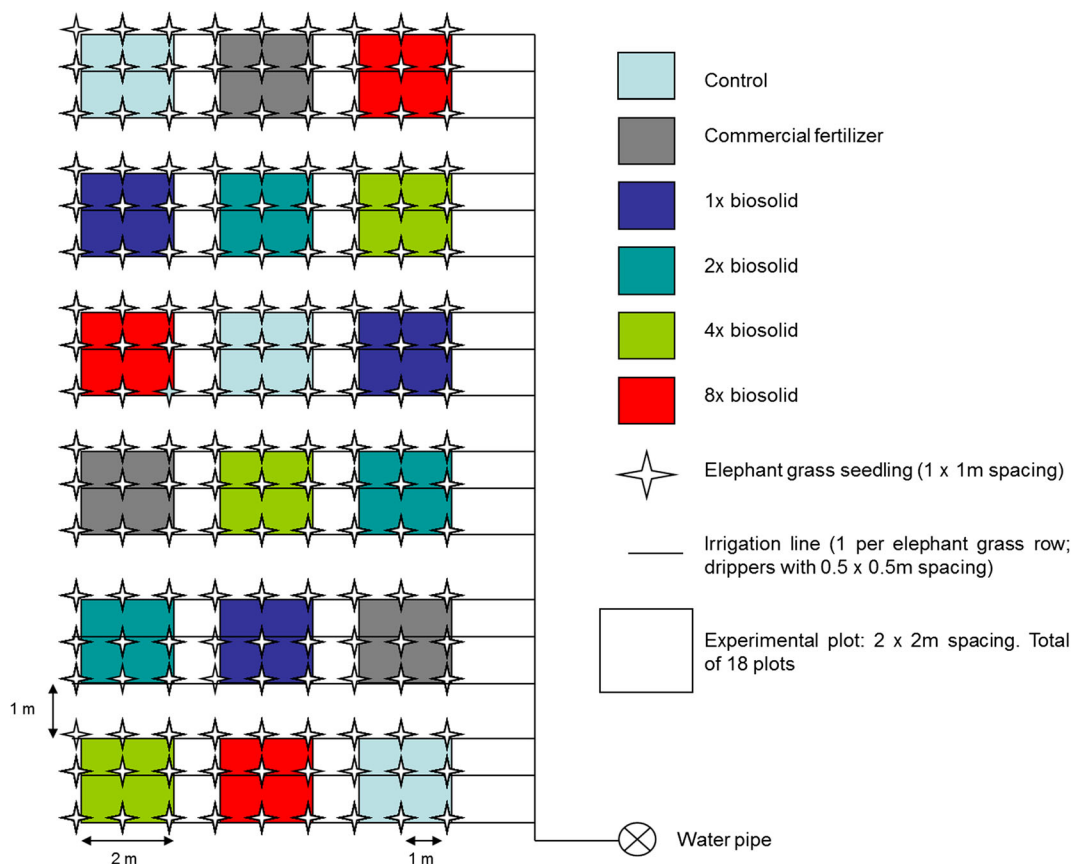 Control
Commercial fertilizer
1x biosolid
2x biosolid
4x biosolid
8x biosolid
Elephant grass seedling (1 x 1m spacing)
Irrigation line (1 per elephant grass row;
drippers with 0.5 x 0.5m spacing)
Experimental plot: 2 x 2m spacing. Total
of 18 plots
1 m
Water pipe
2 m
1 m